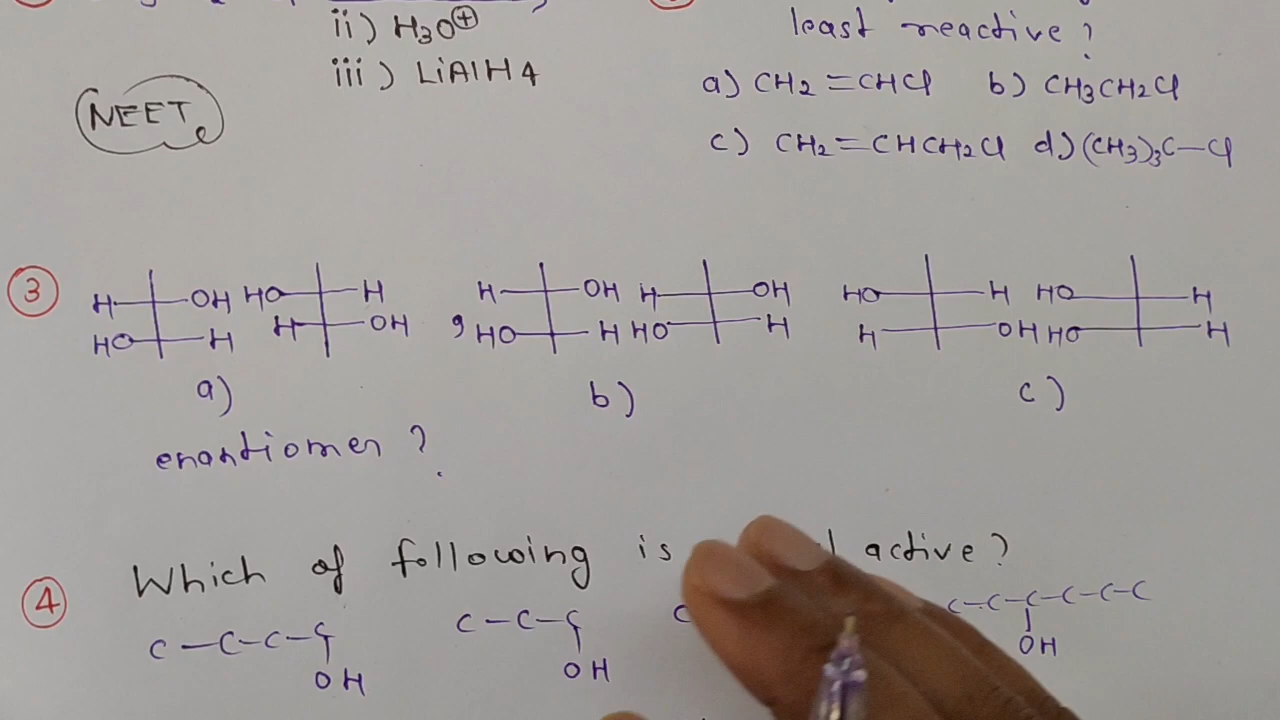 ii) H3O⊕
iii) LiAlH4
NEET
least reactive?
a) CH2=CHCl b) CH3CH2Cl
c) CH2=CHCH2Cl d) (CH3)3C-Cl
3
H OH HO H
HO H H OH
a)
, H OH H OH
HO H HO H
b)
HO H HO H
H OH HO H
c)
enantiomer?
4 Which of following is active?
C-C-C-C
OH
C-C-C
OH
C
C-C-C-C-C-C
OH